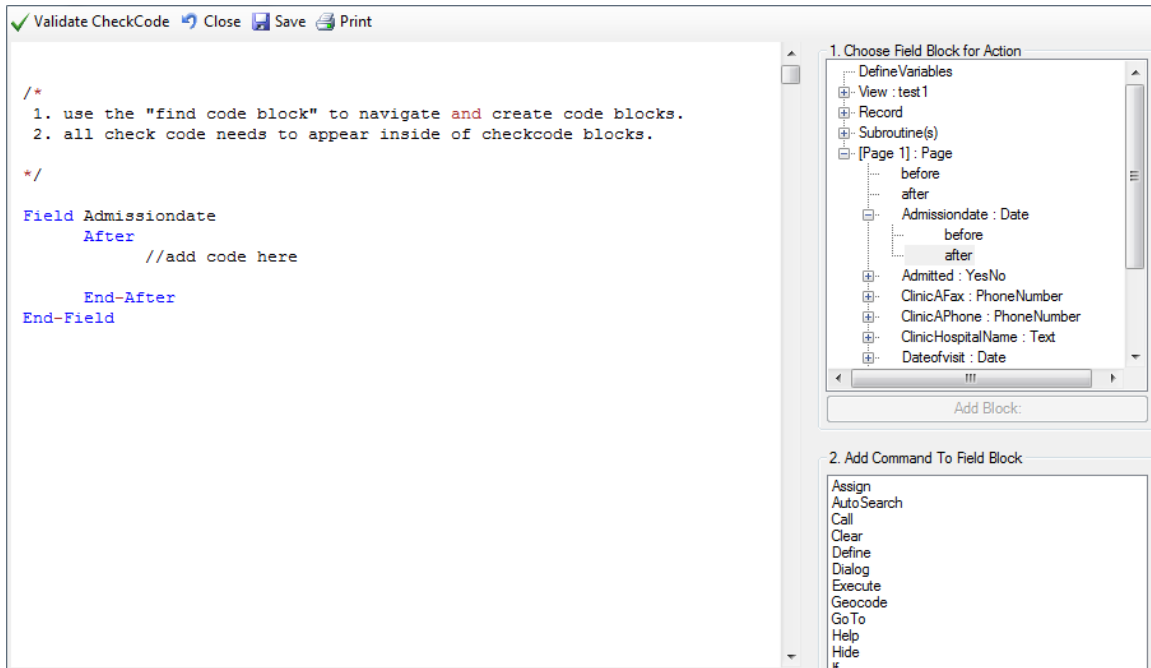 Validate CheckCode Close Save Print
/*
1. use the "find code block" to navigate and create code blocks.
2. all check code needs to appear inside of checkcode blocks.
*/
Field Admissiondate
After
//add code here
End-After
End-Field
1. Choose Field Block for Action
DefineVariables
View : test1
Record
Subroutine(s)
[Page 1] : Page
before
after
Admissiondate : Date
before
after
Admitted : YesNo
ClinicAFax : PhoneNumber
ClinicAPhone : PhoneNumber
ClinicHospitalName : Text
Dateofvisit : Date
Add Block:
2. Add Command To Field Block
Assign
AutoSearch
Call
Clear
Define
Dialog
Execute
Geocode
GoTo
Help
Hide
If